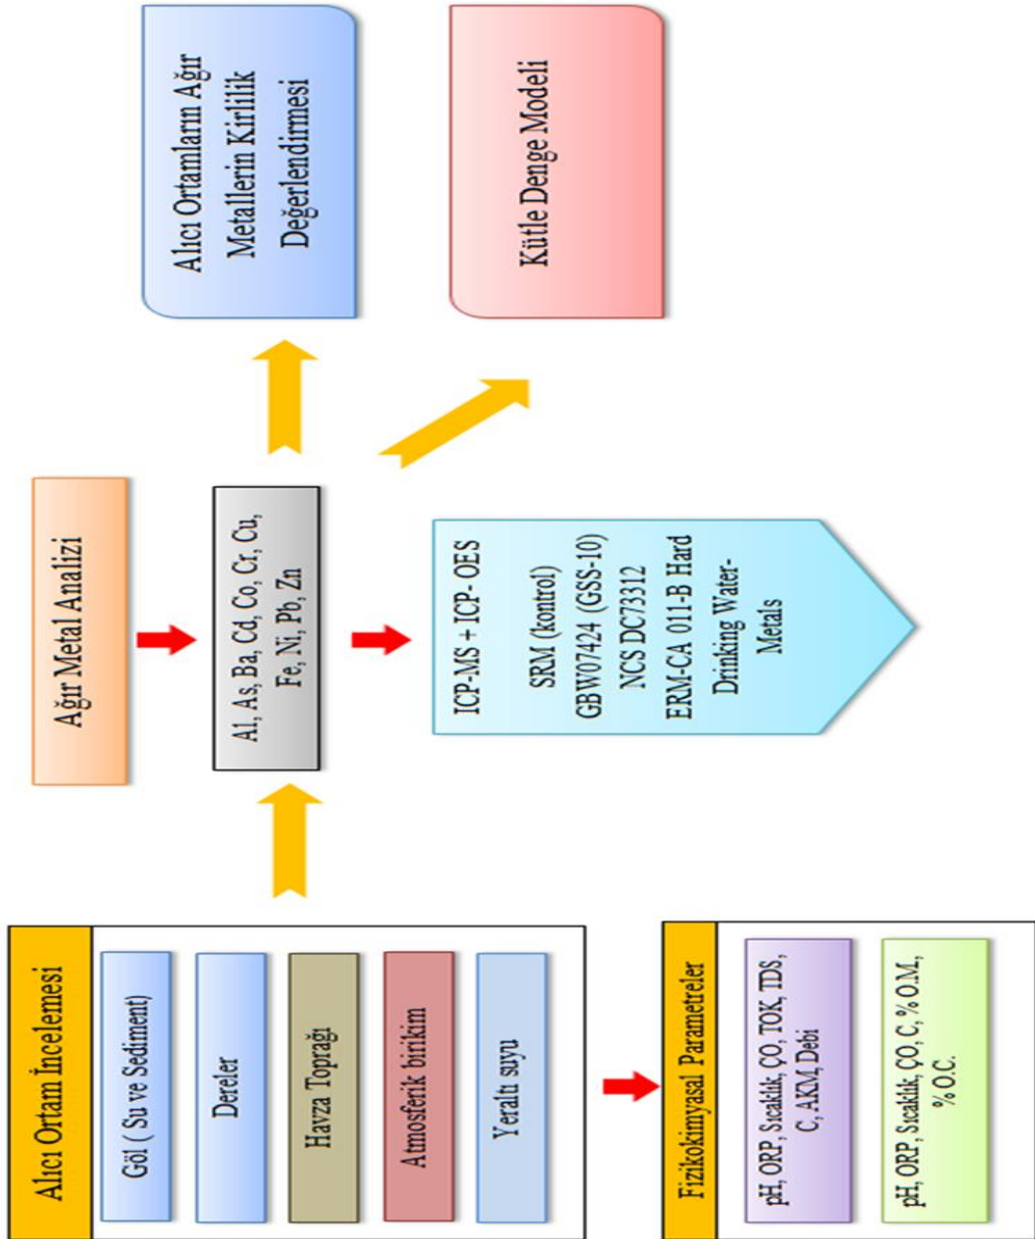 Alıcı Ortam İncelemesi
Göl ( Su ve Sediment)
Dereler
Havza Toprağı
Atmosferik birikim
Yeraltı suyu
Fizikokimyasal Parametreler
pH, ORP, Sıcaklık, ÇO, TOK, TDS,
C, AKM, Debi
pH, ORP, Sıcaklık, ÇO, C, % O.M.,
% O.C.
Ağır Metal Analizi
Al, As, Ba, Cd, Co, Cr, Cu,
Fe, Ni, Pb, Zn
ICP-MS + ICP- OES
SRM (kontrol)
GBW07424 (GSS-10)
NCS DC73312
ERM-CA 011-B Hard
Drinking Water-
Metals
Alıcı Ortamların Ağır
Metallerin Kirlilik
Değerlendirmesi
Kütle Denge Modeli